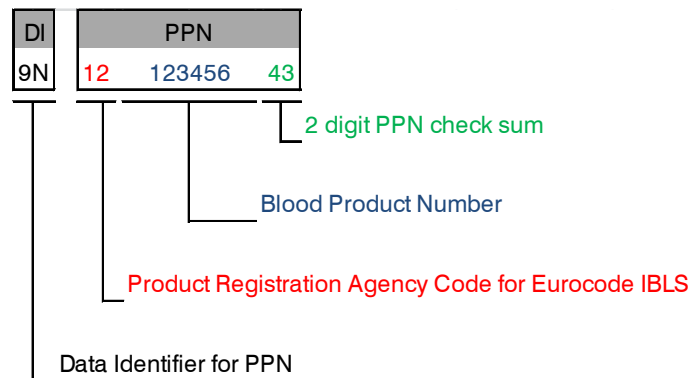 DI PPN
9N 12 123456 43
2 digit PPN check sum
Blood Product Number
Product Registration Agency Code for Eurocode IBLS
Data Identifier for PPN